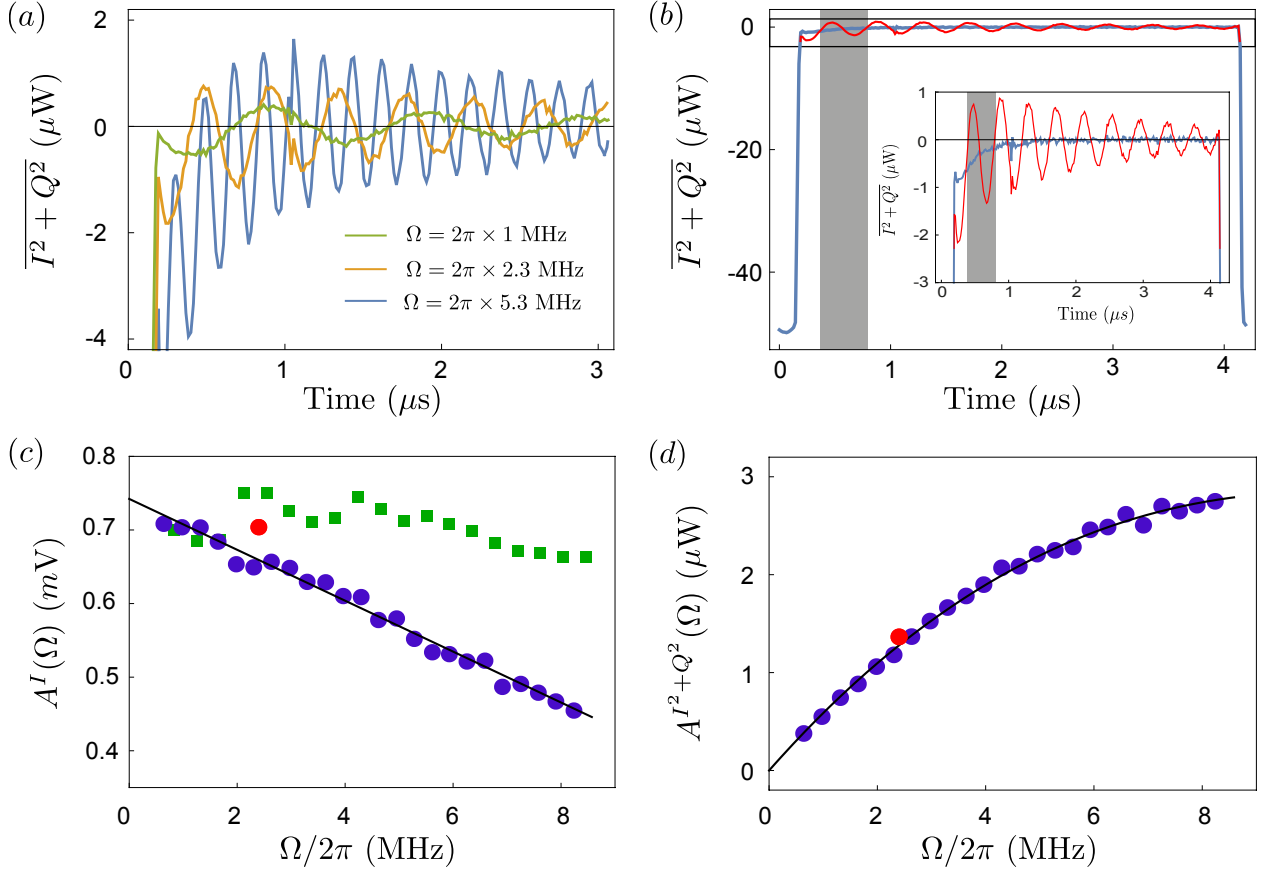 (a)
2
0
-2
-4
I² + Q² (μW)
Ω = 2π × 1 MHz
Ω = 2π × 2.3 MHz
Ω = 2π × 5.3 MHz
0 1 2 3
Time (μs)
(b)
0
-20
-40
I² + Q² (μW)
1
0
-1
-2
-3
I² + Q² (μW)
0 1 2 3 4
Time (μs)
0 1 2 3 4
Time (μs)
(c)
0.8
0.7
0.6
0.5
0.4
A^I(Ω) (mV)
0 2 4 6 8
Ω/2π (MHz)
(d)
3
2
1
0
A^{I²+Q²}(Ω) (μW)
0 2 4 6 8
Ω/2π (MHz)